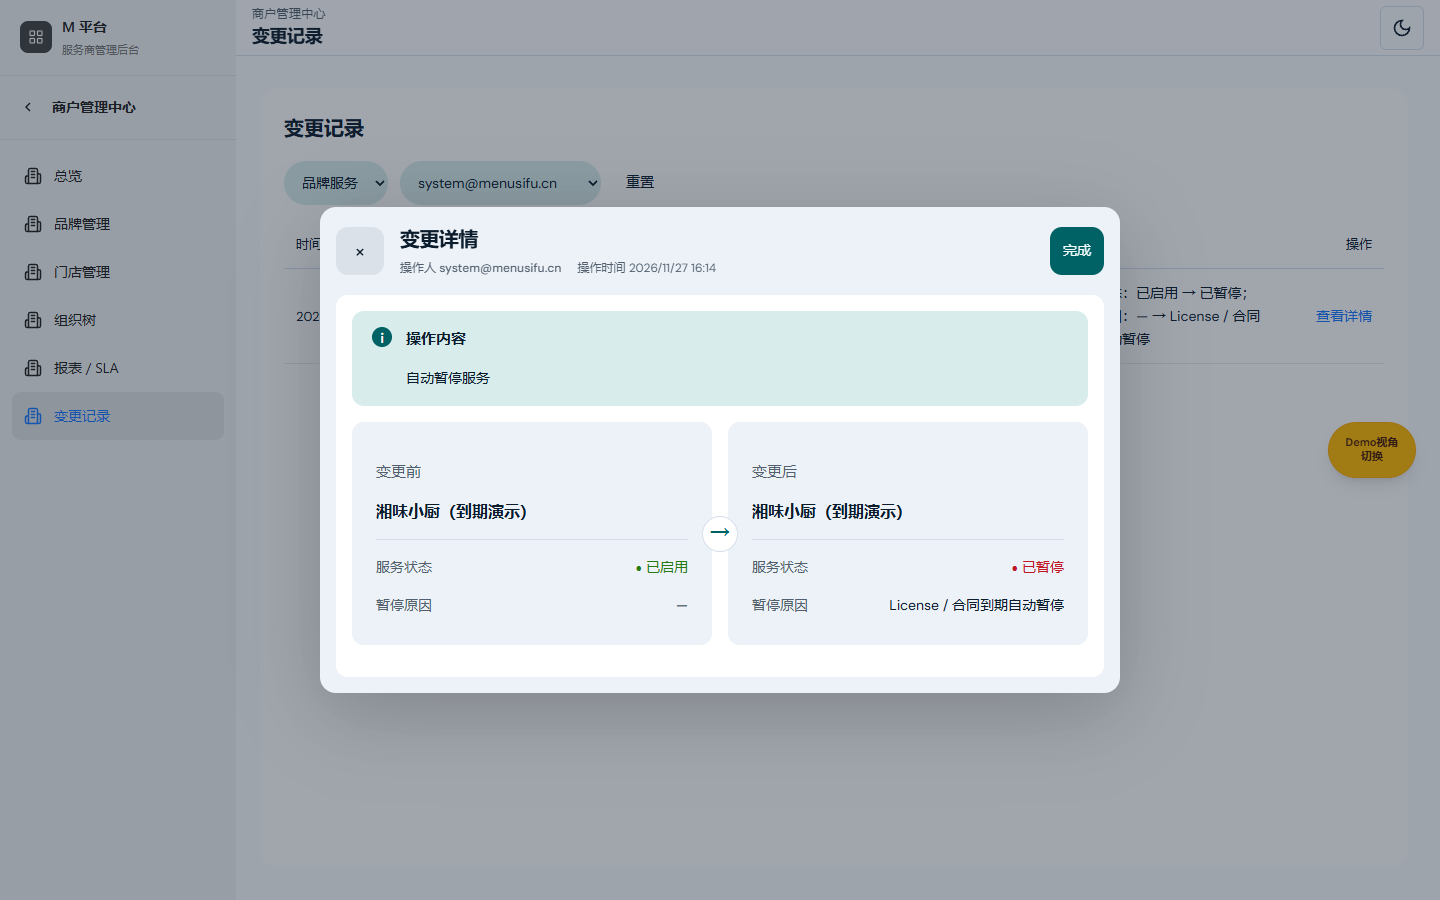 M 平台
服务商管理后台
商户管理中心
总览
品牌管理
门店管理
组织树
报表 / SLA
变更记录
商户管理中心
变更记录
变更记录
品牌服务
system@menusifu.cn
重置
时间
操作
202
：已启用 → 已暂停；
：— → License / 合同
暂停
查看详情
变更详情
操作人 system@menusifu.cn 操作时间 2026/11/27 16:14
完成
操作内容
自动暂停服务
变更前
湘味小厨（到期演示）
服务状态
• 已启用
暂停原因
—
→
变更后
湘味小厨（到期演示）
服务状态
• 已暂停
暂停原因
License / 合同到期自动暂停
Demo视角
切换